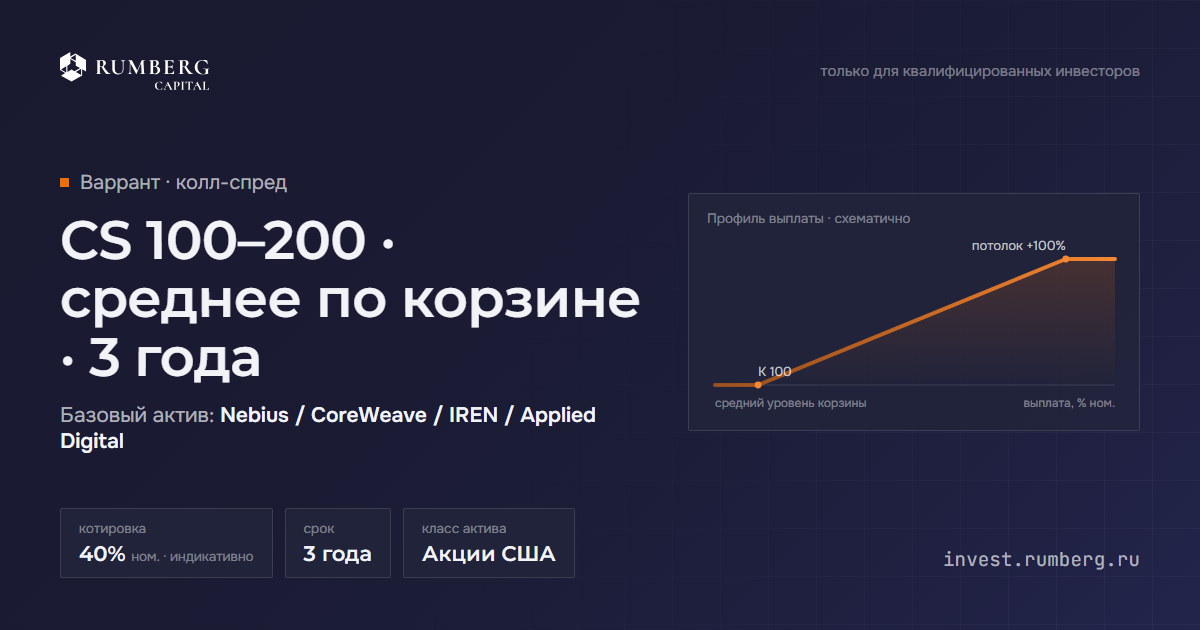 RUMBERG
CAPITAL
только для квалифицированных инвесторов
Варрант · колл-спред
CS 100–200 ·
среднее по корзине
· 3 года
Базовый актив: Nebius / CoreWeave / IREN / Applied
Digital
Профиль выплаты · схематично
потолок +100%
К 100
средний уровень корзины
выплата, % ном.
котировка
40% ном. · индикативно
срок
3 года
класс актива
Акции США
invest.rumberg.ru